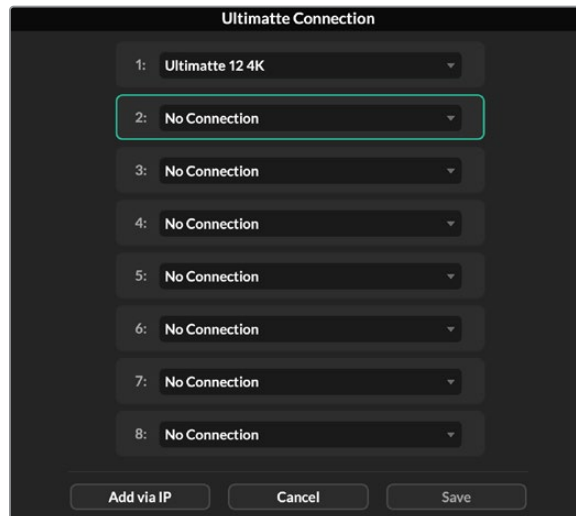 Ultimatte Connection
1: Ultimatte 12 4K
2: No Connection
3: No Connection
4: No Connection
5: No Connection
6: No Connection
7: No Connection
8: No Connection
Add via IP Cancel Save